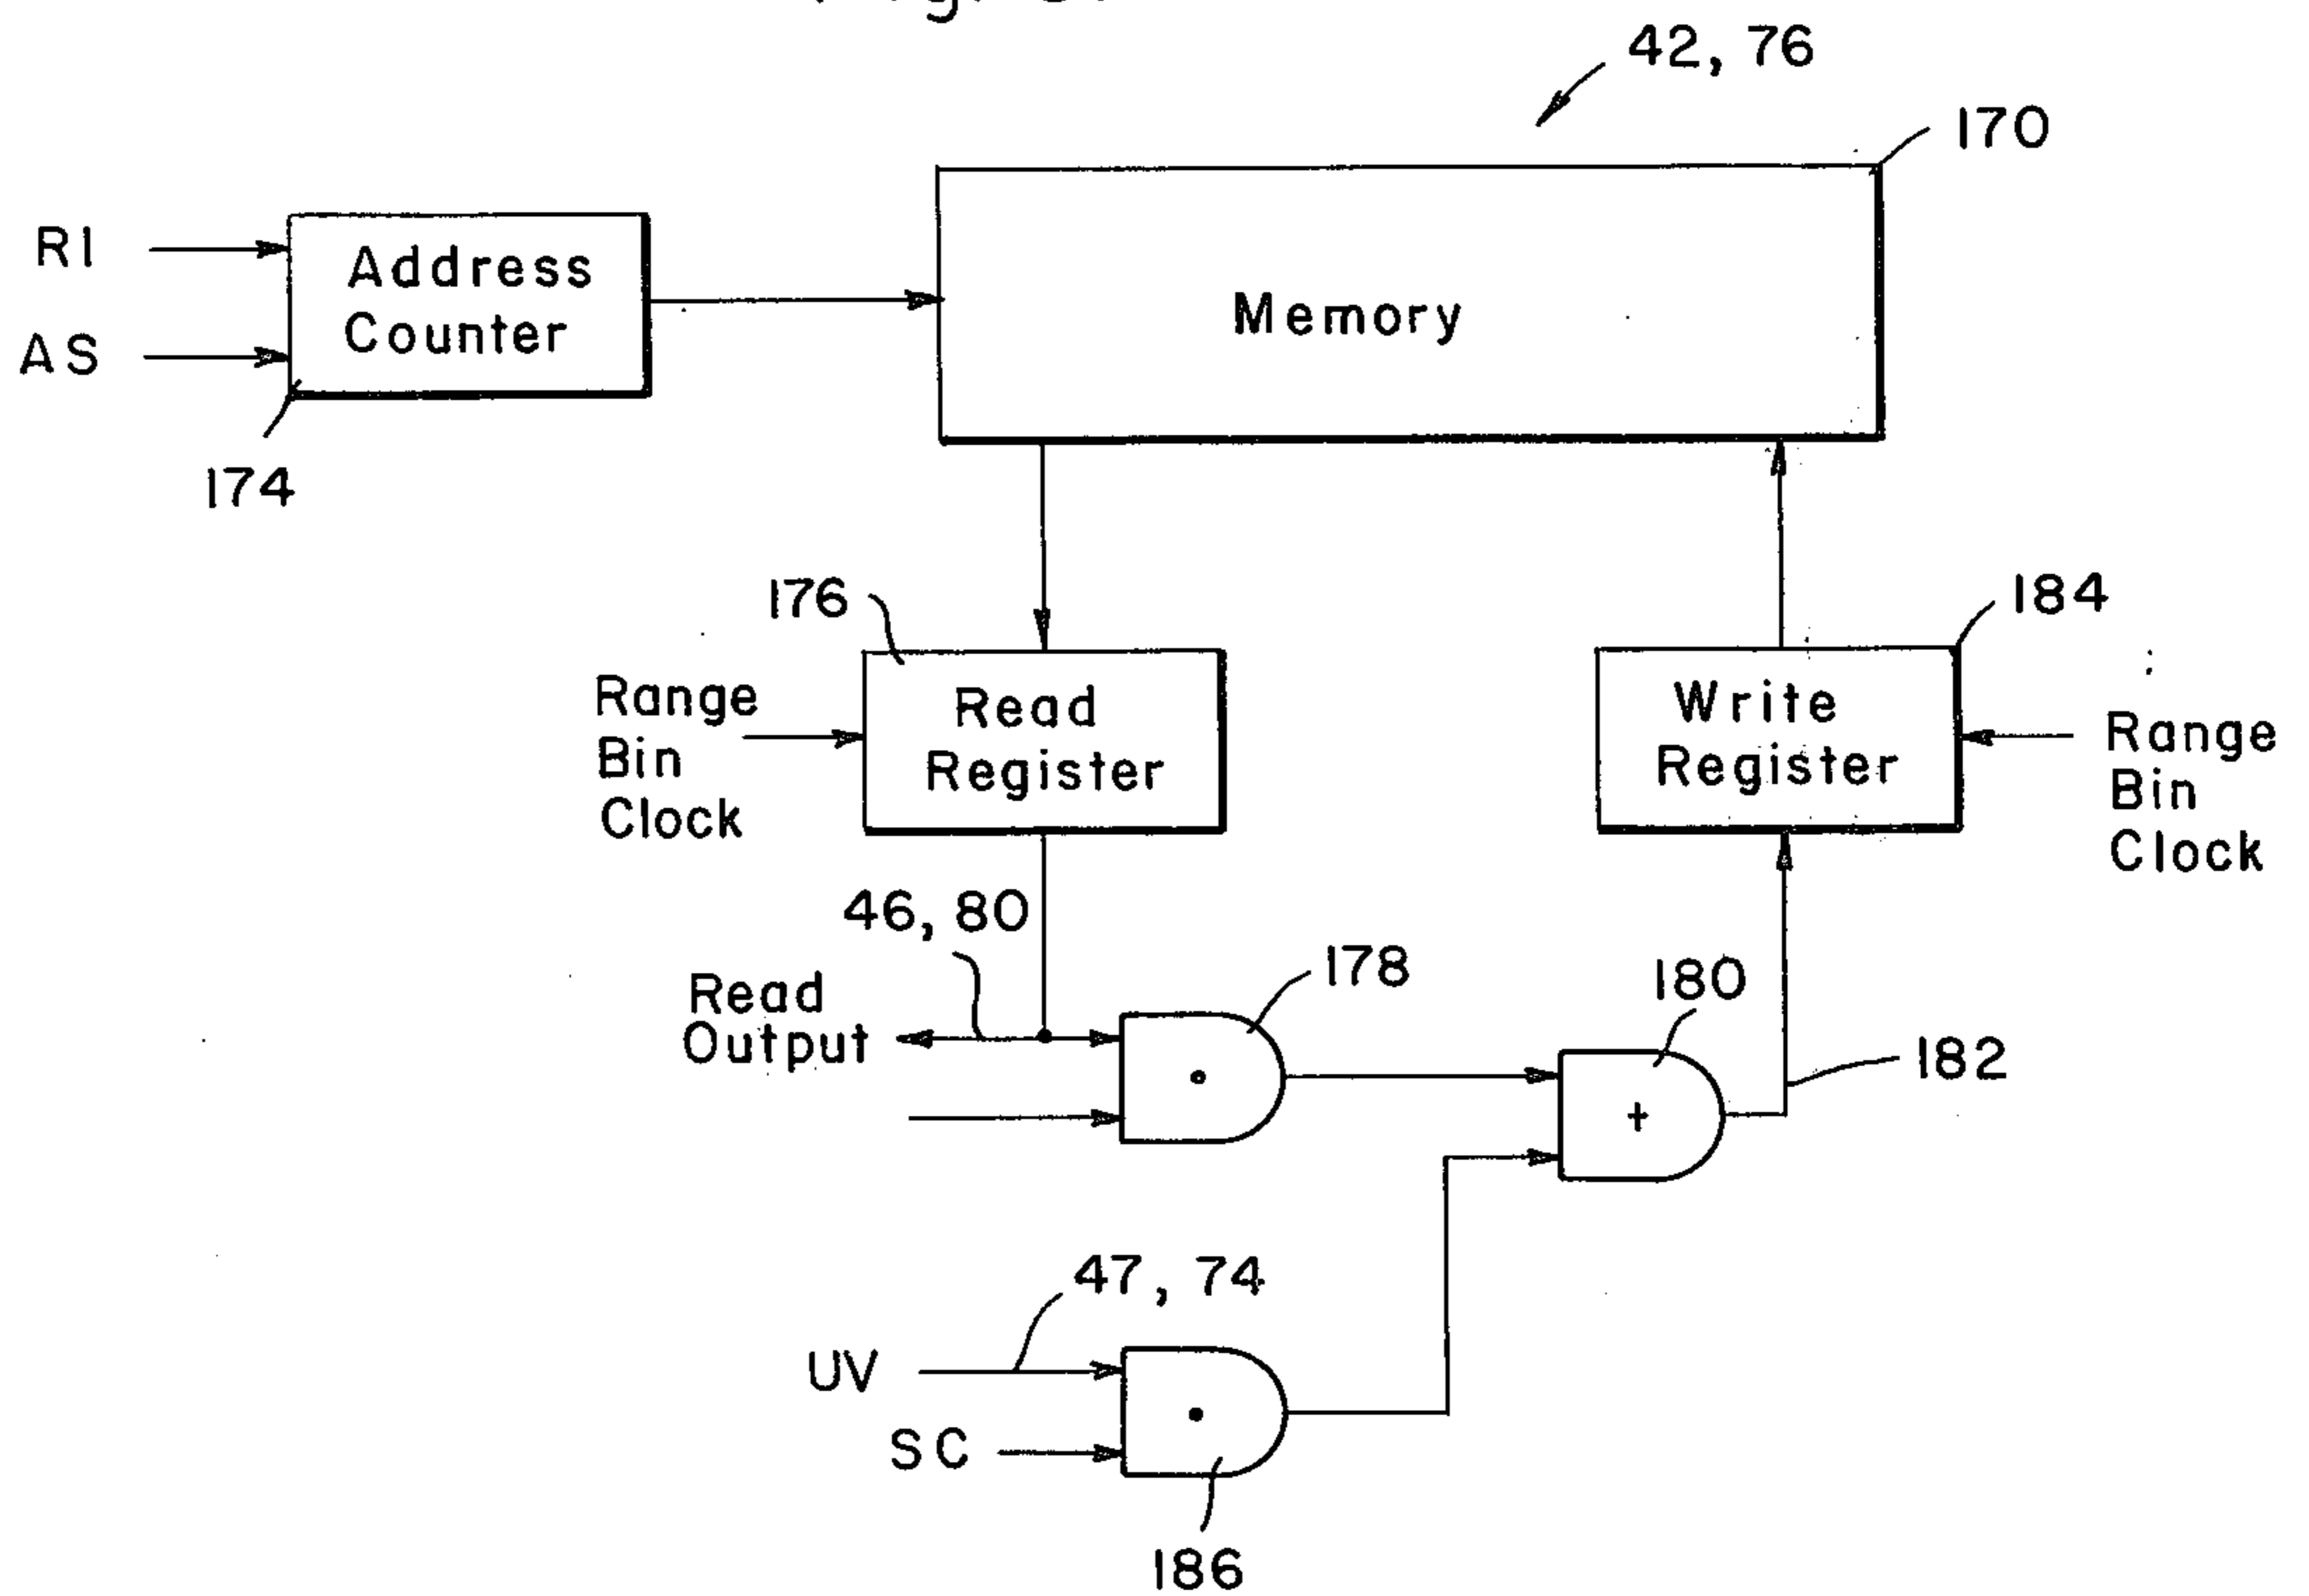 42, 76
170
RI
AS
Address
Counter
174
Memory
176
184
Range
Bin
Clock
Read
Register
Write
Register
Range
Bin
Clock
46, 80
Read
Output
178
180
182
+
47, 74
UV
SC
186